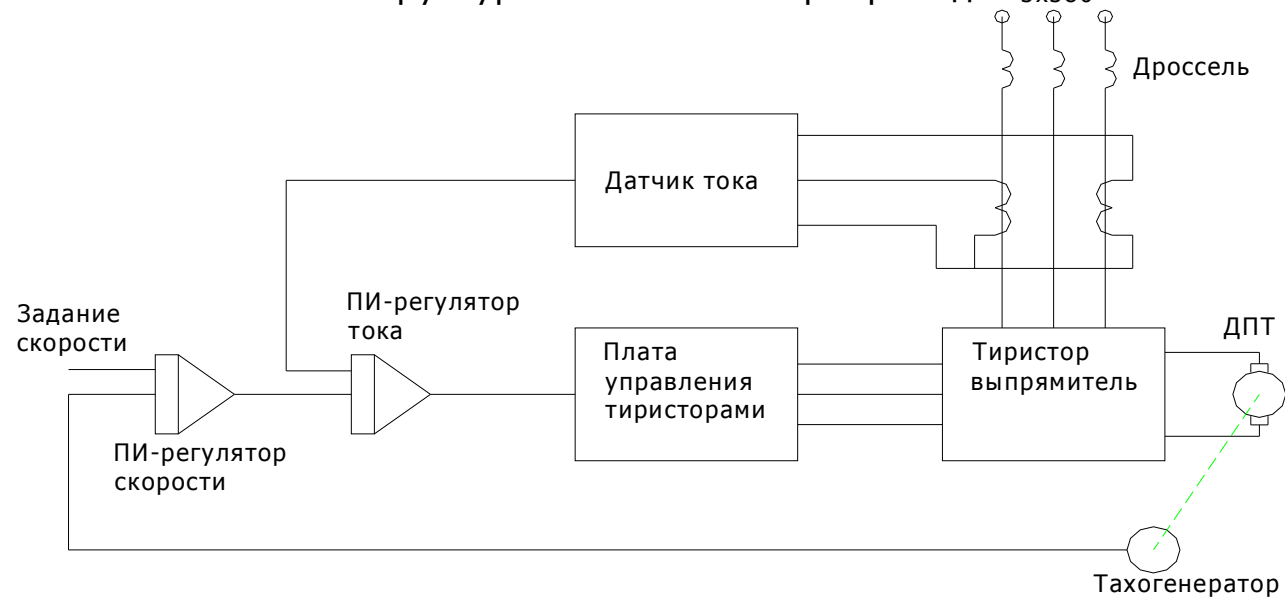 Дроссель
Датчик тока
Задание
скорости
ПИ-регулятор
тока
Плата
управления
тиристорами
Тиристор
выпрямитель
ДПТ
ПИ-регулятор
скорости
Тахогенератор